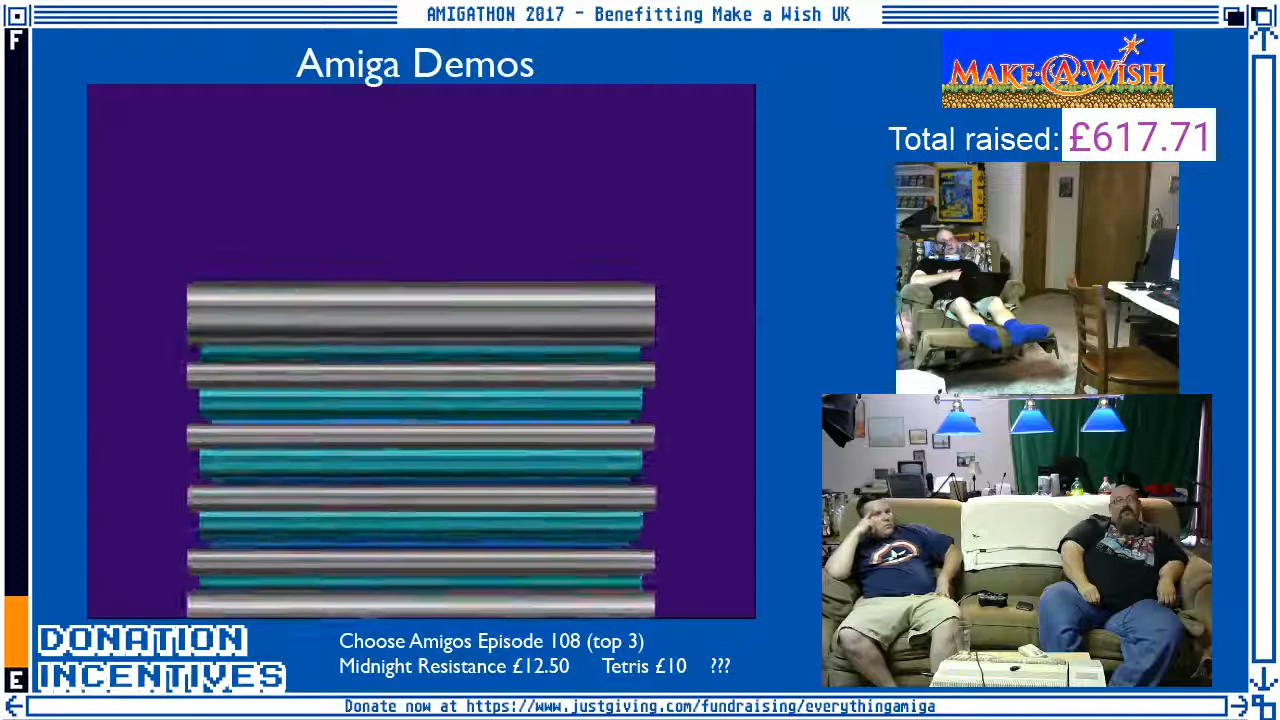 AMIGATHON 2017 - Benefitting Make a Wish UK
F
Amiga Demos
MAKE-A-WISH
Total raised: £617.71
DONATION
INCENTIVES
E
Choose Amigos Episode 108 (top 3)
Midnight Resistance £12.50 Tetris £10 ???
Donate now at https://www.justgiving.com/fundraising/everythingamiga